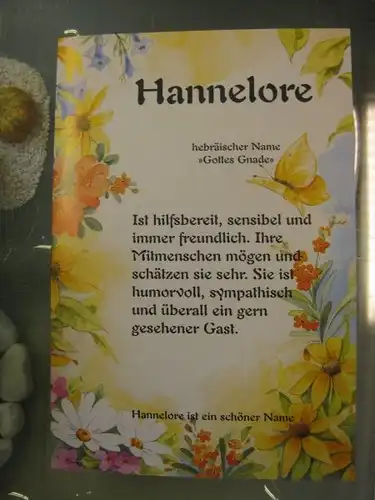 Hannelore
hebräischer Name
»Gottes Gnade»
Ist hilfsbereit, sensibel und
immer freundlich. Ihre
Mitmenschen mögen und
schätzen sie sehr. Sie ist
humorvoll, sympathisch
und überall ein gern
gesehener Gast.
Hannelore ist ein schöner Name